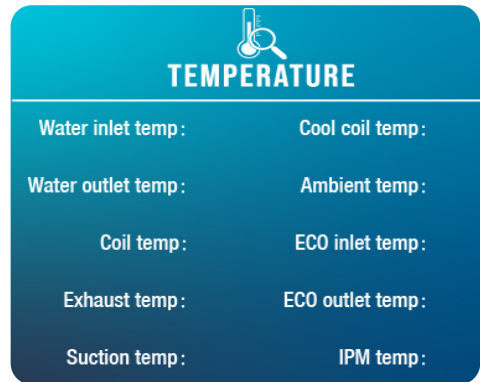 TEMPERATURE
Water inlet temp: Cool coil temp:
Water outlet temp: Ambient temp:
Coil temp: ECO inlet temp:
Exhaust temp: ECO outlet temp:
Suction temp: IPM temp: